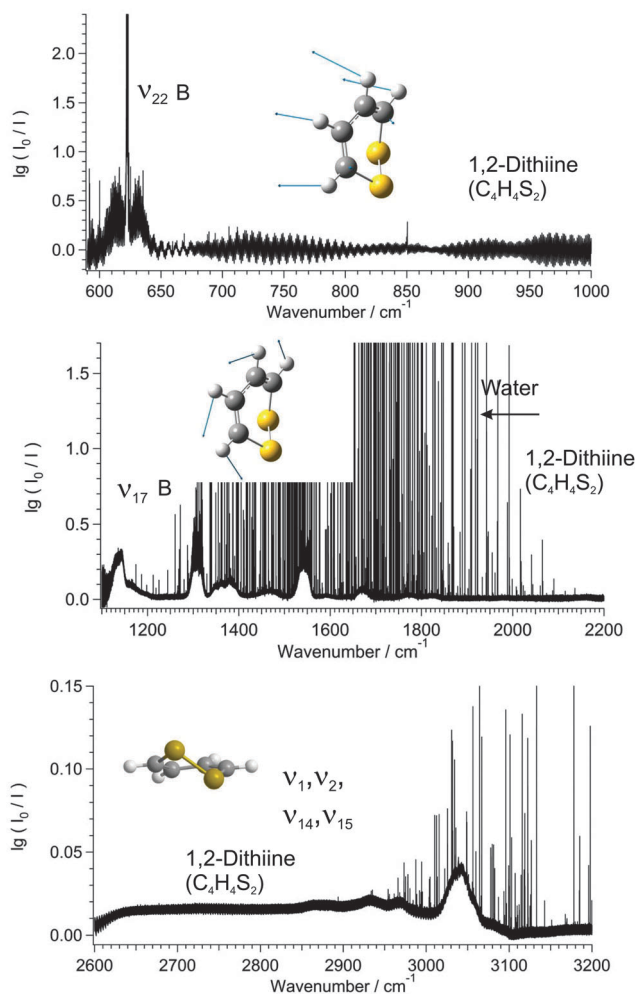 lg ( I₀ / I )
2.0
1.5
1.0
0.5
0.0
ν₂₂ B
1,2-Dithiine
(C₄H₄S₂)
600 650 700 750 800 850 900 950 1000
Wavenumber / cm⁻¹
lg ( I₀ / I )
1.5
1.0
0.5
0.0
Water
1,2-Dithiine
(C₄H₄S₂)
ν₁₇ B
1200 1400 1600 1800 2000 2200
Wavenumber / cm⁻¹
lg ( I₀ / I )
0.15
0.10
0.05
0.00
ν₁,ν₂,
ν₁₄,ν₁₅
1,2-Dithiine
(C₄H₄S₂)
2600 2700 2800 2900 3000 3100 3200
Wavenumber / cm⁻¹